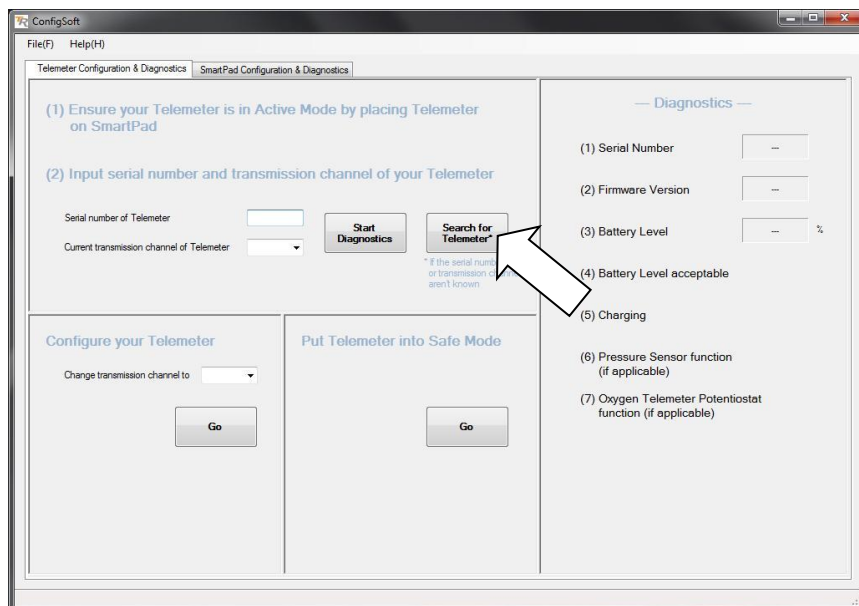 ConfigSoft
File(F) Help(H)
Telemeter Configuration & Diagnostics SmartPad Configuration & Diagnostics
(1) Ensure your Telemeter is in Active Mode by placing Telemeter
on SmartPad
(2) Input serial number and transmission channel of your Telemeter
Serial number of Telemeter
Current transmission channel of Telemeter
Start
Diagnostics
Search for
Telemeter*
* If the serial
or transmission
aren't known
Configure your Telemeter
Change transmission channel to
Go
Put Telemeter into Safe Mode
Go
--- Diagnostics ---
(1) Serial Number ---
(2) Firmware Version ---
(3) Battery Level --- %
(4) Battery Level acceptable
(5) Charging
(6) Pressure Sensor function
(if applicable)
(7) Oxygen Telemeter Potentiostat
function (if applicable)